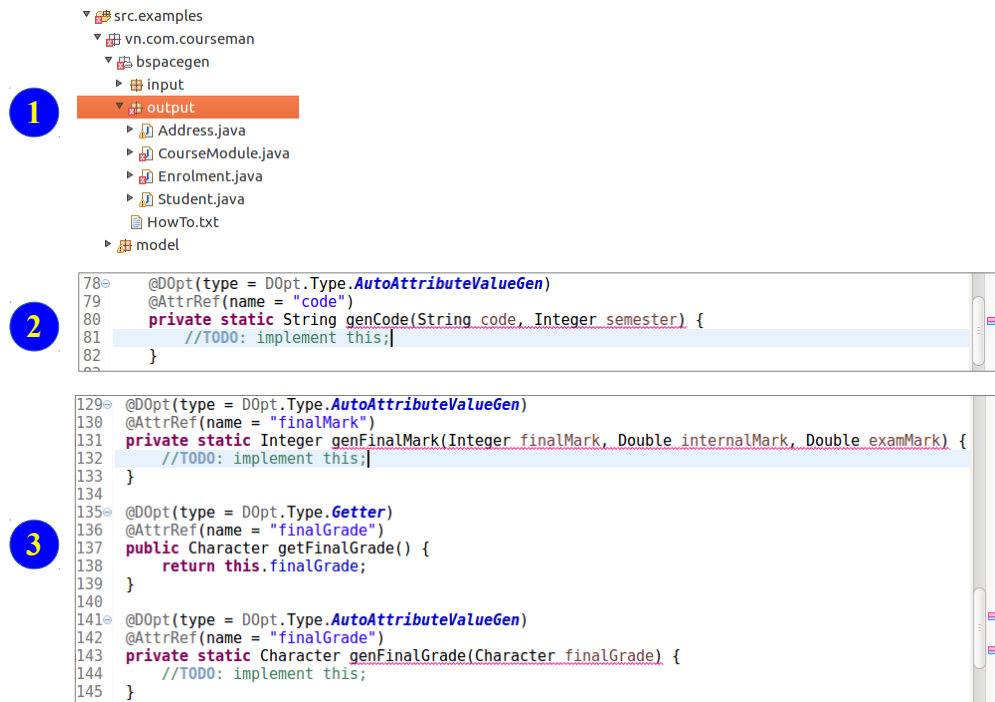 src.examples
vn.com.courseman
bspacegen
input
1
output
Address.java
CourseModule.java
Enrolment.java
Student.java
HowTo.txt
model
2
78 @DOpt(type = DOpt.Type.AutoAttributeValueGen)
79 @AttrRef(name = "code")
80 private static String genCode(String code, Integer semester) {
81 //TODO: implement this;
82 }
3
129 @DOpt(type = DOpt.Type.AutoAttributeValueGen)
130 @AttrRef(name = "finalMark")
131 private static Integer genFinalMark(Integer finalMark, Double internalMark, Double examMark) {
132 //TODO: implement this;
133 }
134
135 @DOpt(type = DOpt.Type.Getter)
136 @AttrRef(name = "finalGrade")
137 public Character getFinalGrade() {
138 return this.finalGrade;
139 }
140
141 @DOpt(type = DOpt.Type.AutoAttributeValueGen)
142 @AttrRef(name = "finalGrade")
143 private static Character genFinalGrade(Character finalGrade) {
144 //TODO: implement this;
145 }